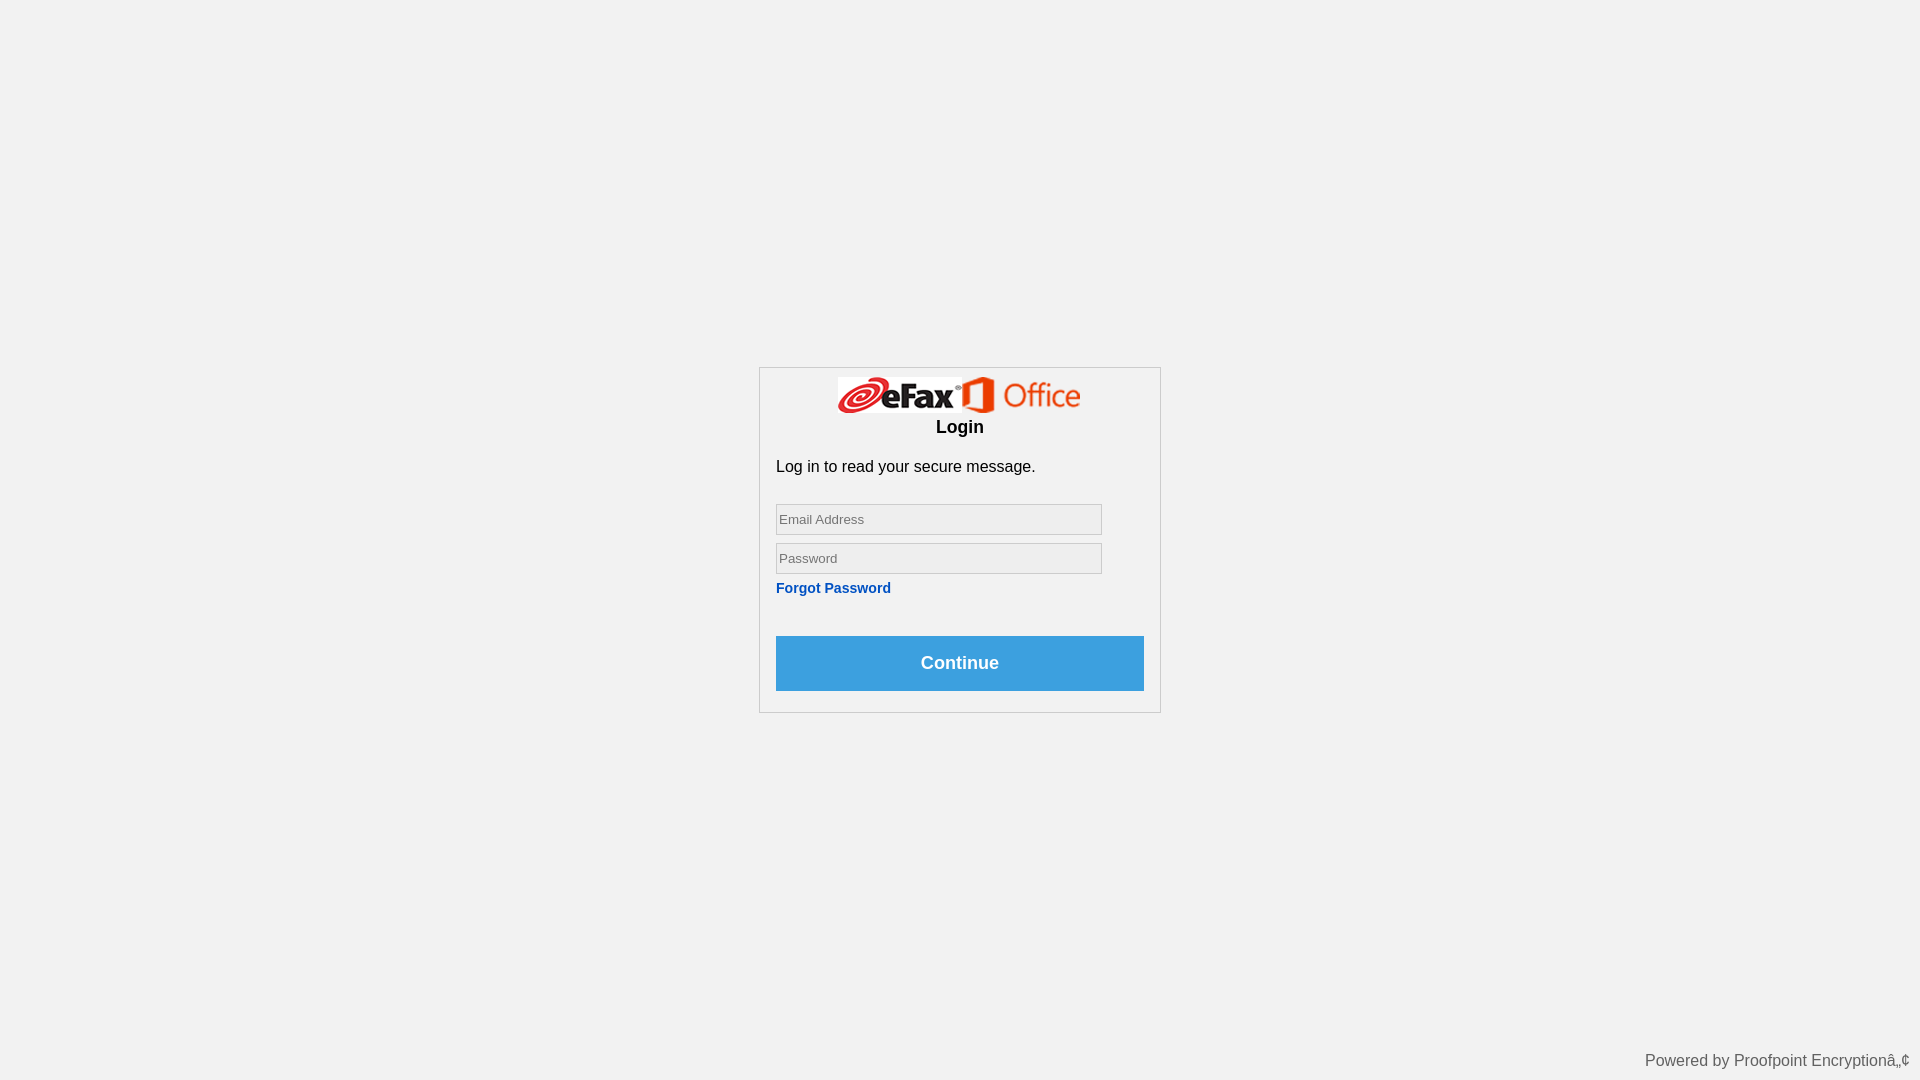 eFax® Office
Login
Log in to read your secure message.
Email Address
Password
Forgot Password
Continue
Powered by Proofpoint Encryptionâ„¢